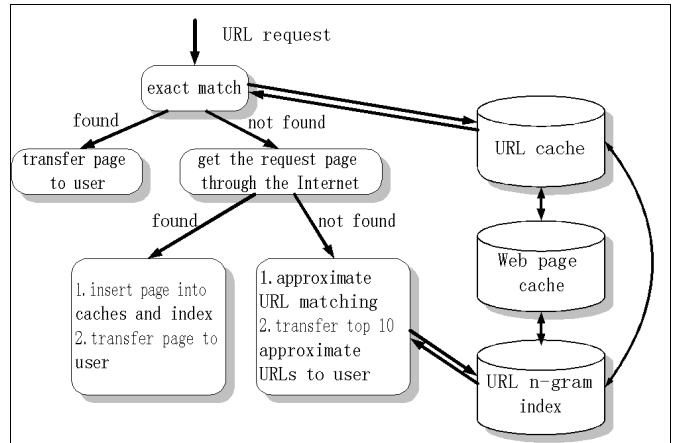 URL request
exact match
found
not found
transfer page
to user
get the request page
through the Internet
found
not found
1.insert page into
caches and index
2.transfer page to
user
1.approximate
URL matching
2.transfer top 10
approximate
URLs to user
URL cache
Web page
cache
URL n-gram
index